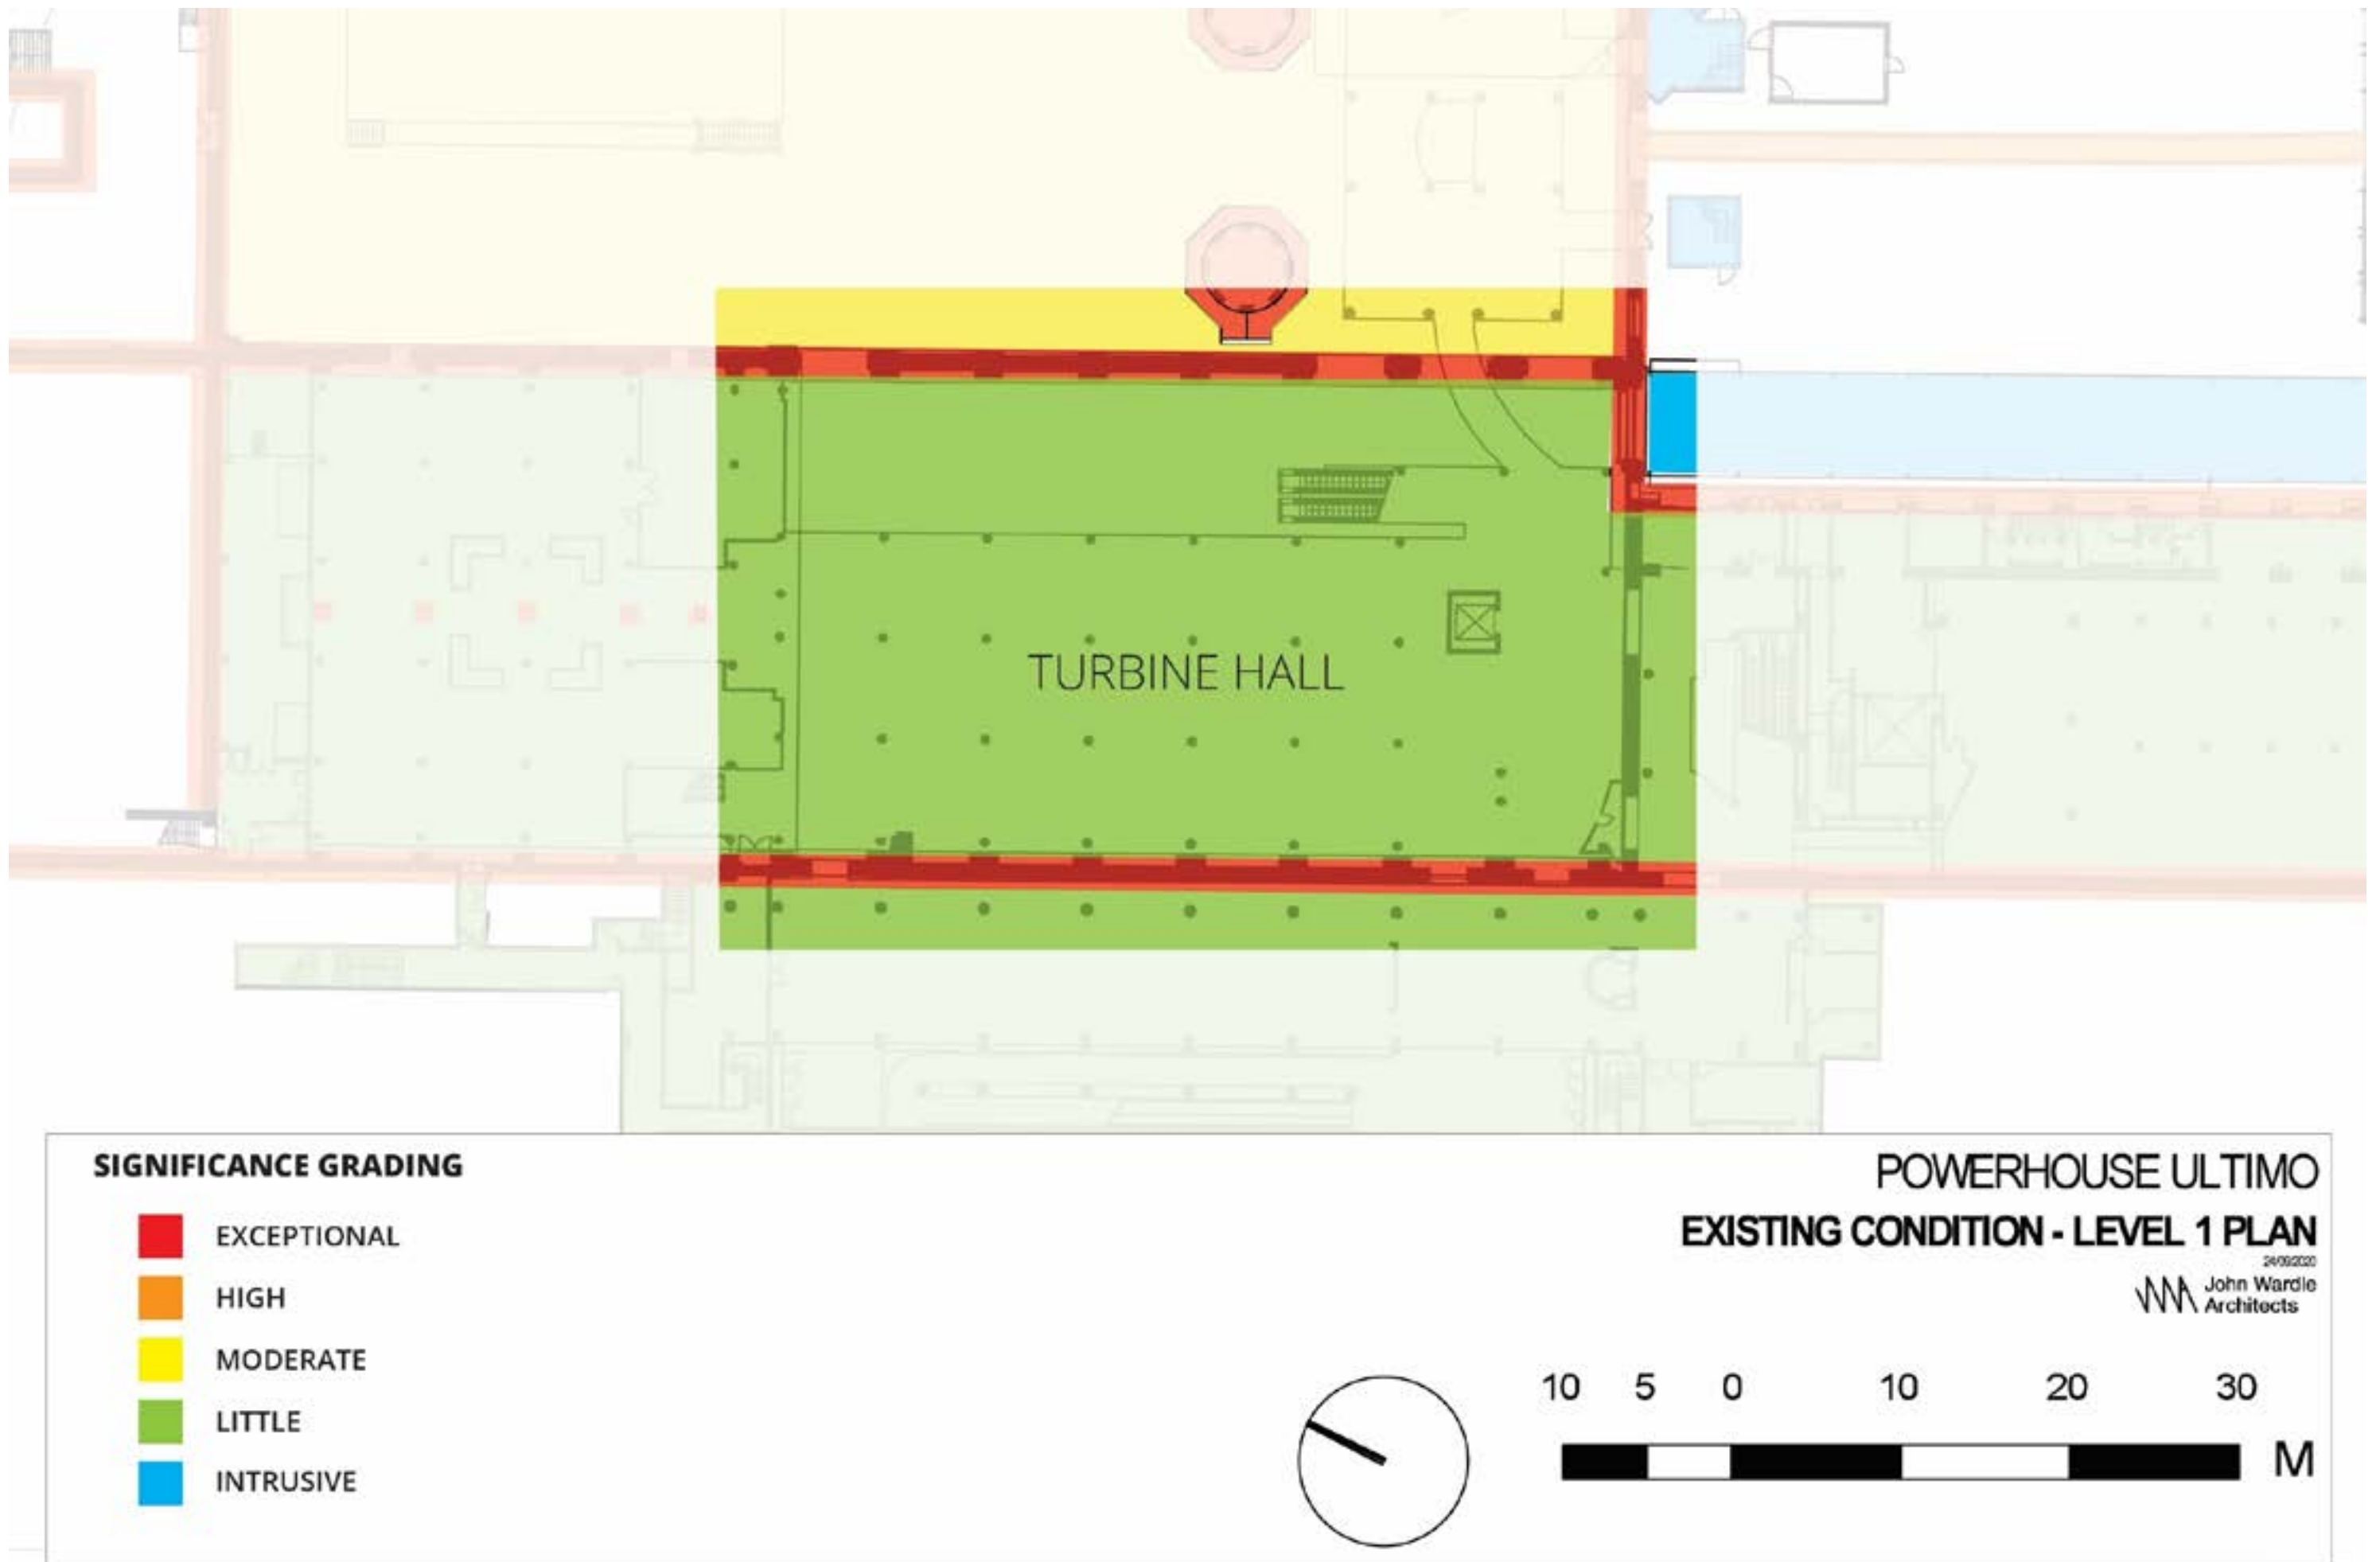 TURBINE HALL
SIGNIFICANCE GRADING
EXCEPTIONAL
HIGH
MODERATE
LITTLE
INTRUSIVE
POWERHOUSE ULTIMO
EXISTING CONDITION - LEVEL 1 PLAN
John Wardle
Architects
10 5 0 10 20 30
M